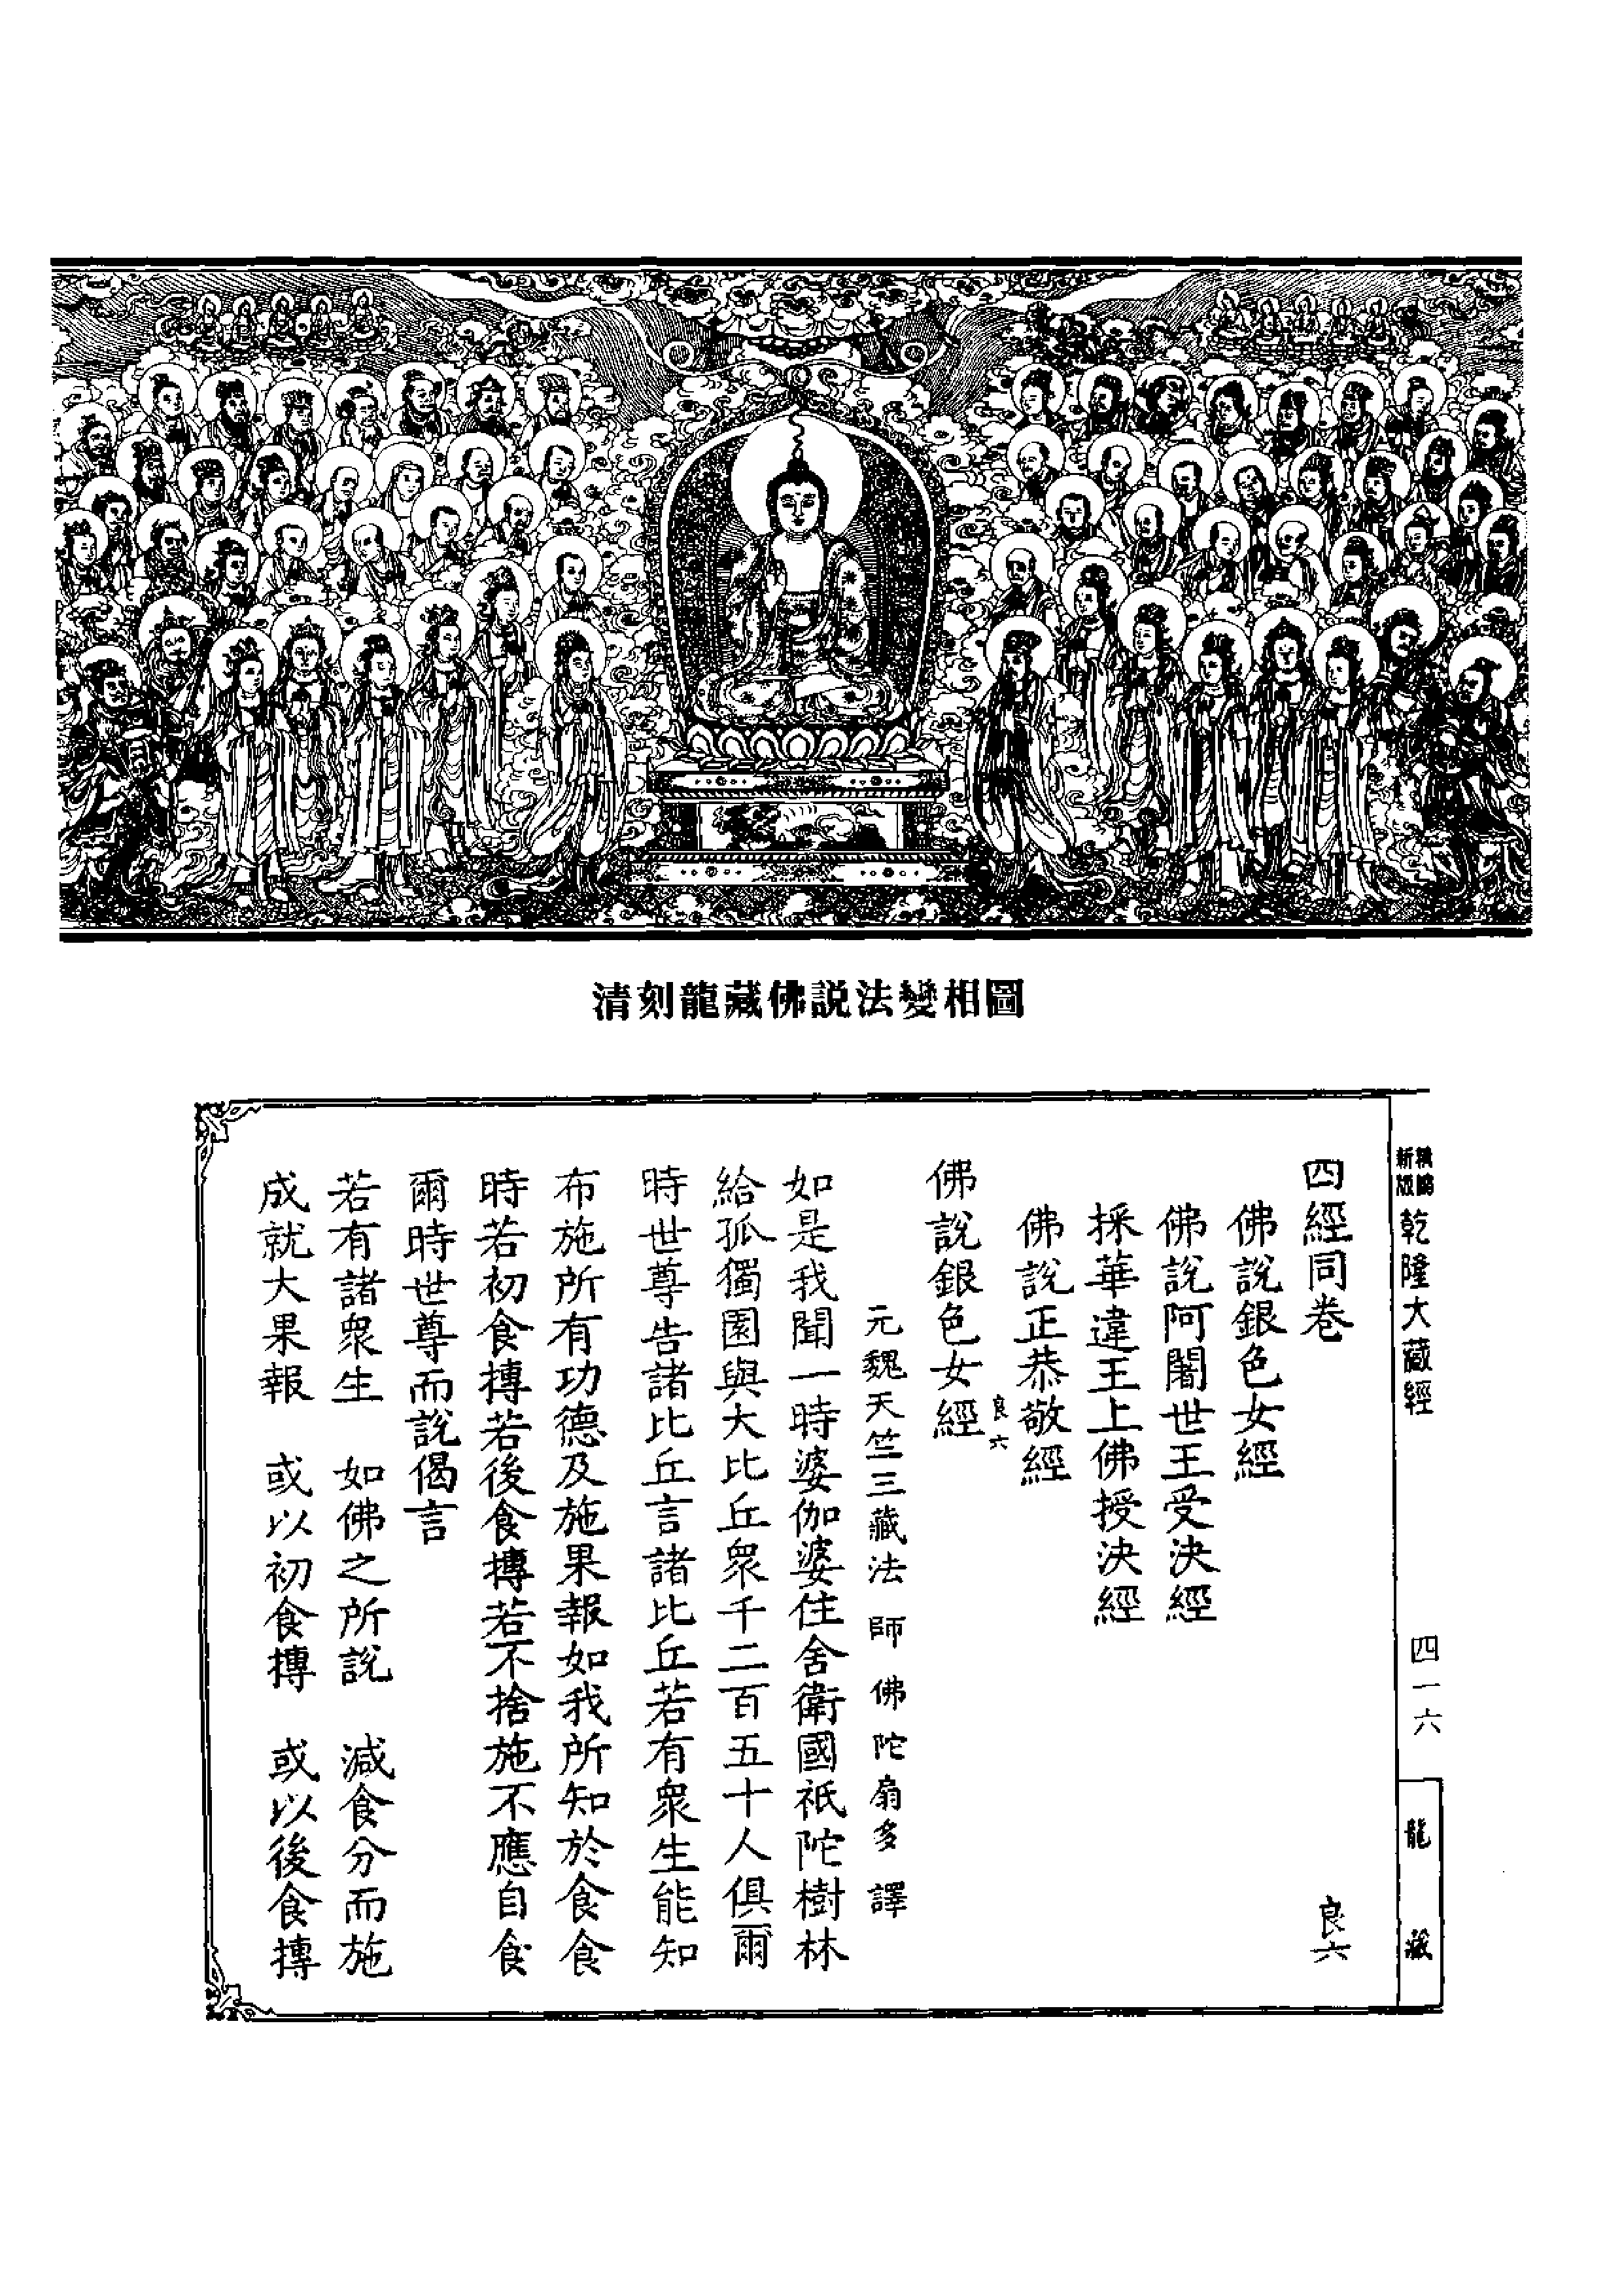 清刻龍藏佛説法變相圖
新版
乾隆大藏經
四一六
龍藏
四經同卷
良六
佛說銀色女經
佛說阿闍世王受決經
採華違王上佛授決經
佛說正恭敬經
佛說銀色女經
良六
元魏天竺三藏法師佛陀扇多譯
如是我聞一時婆伽婆住舍衛國祇陀樹林
給孤獨園與大比丘眾千二百五十人俱爾
時世尊告諸比丘言諸比丘若有眾生能知
布施所有功德及施果報如我所知於食食
時若初食摶若後食摶若不捨施不應自食
爾時世尊而說偈言
若有諸眾生 如佛之所說 減食分而施
成就大果報 或以初食摶 或以後食摶